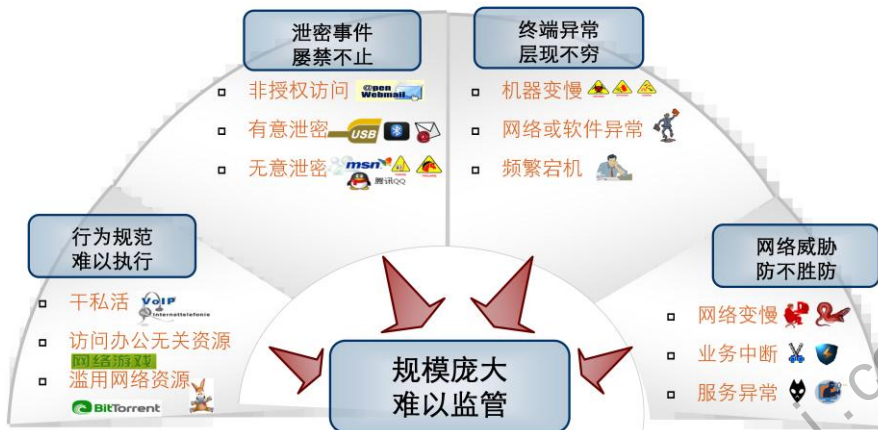 泄密事件
屡禁不止
非授权访问
@pen
Webmail
有意泄密
USB
无意泄密
msn
腾讯QQ
终端异常
层现不穷
机器变慢
网络或软件异常
频繁宕机
行为规范
难以执行
干私活
VoIP
Internettelefonie
访问办公无关资源
网络游戏
滥用网络资源
BitTorrent
网络威胁
防不胜防
网络变慢
业务中断
服务异常
规模庞大
难以监管